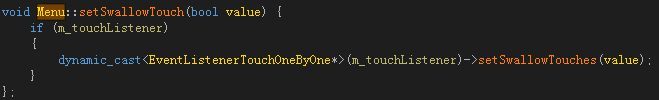 void Menu::setSwallowTouch(bool value) {
    if (m_touchListener)
    {
        dynamic_cast<EventListenerTouchOneByOne*>(m_touchListener)->setSwallowTouches(value);
    }
};